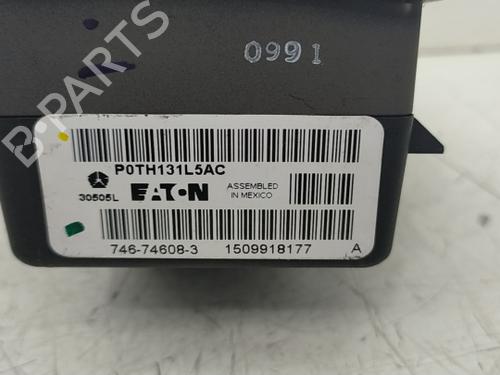 0991
B-PARTS
P0TH131L5AC
30505L
EATON
ASSEMBLED
IN MEXICO
746-74608-3
1509918177
A